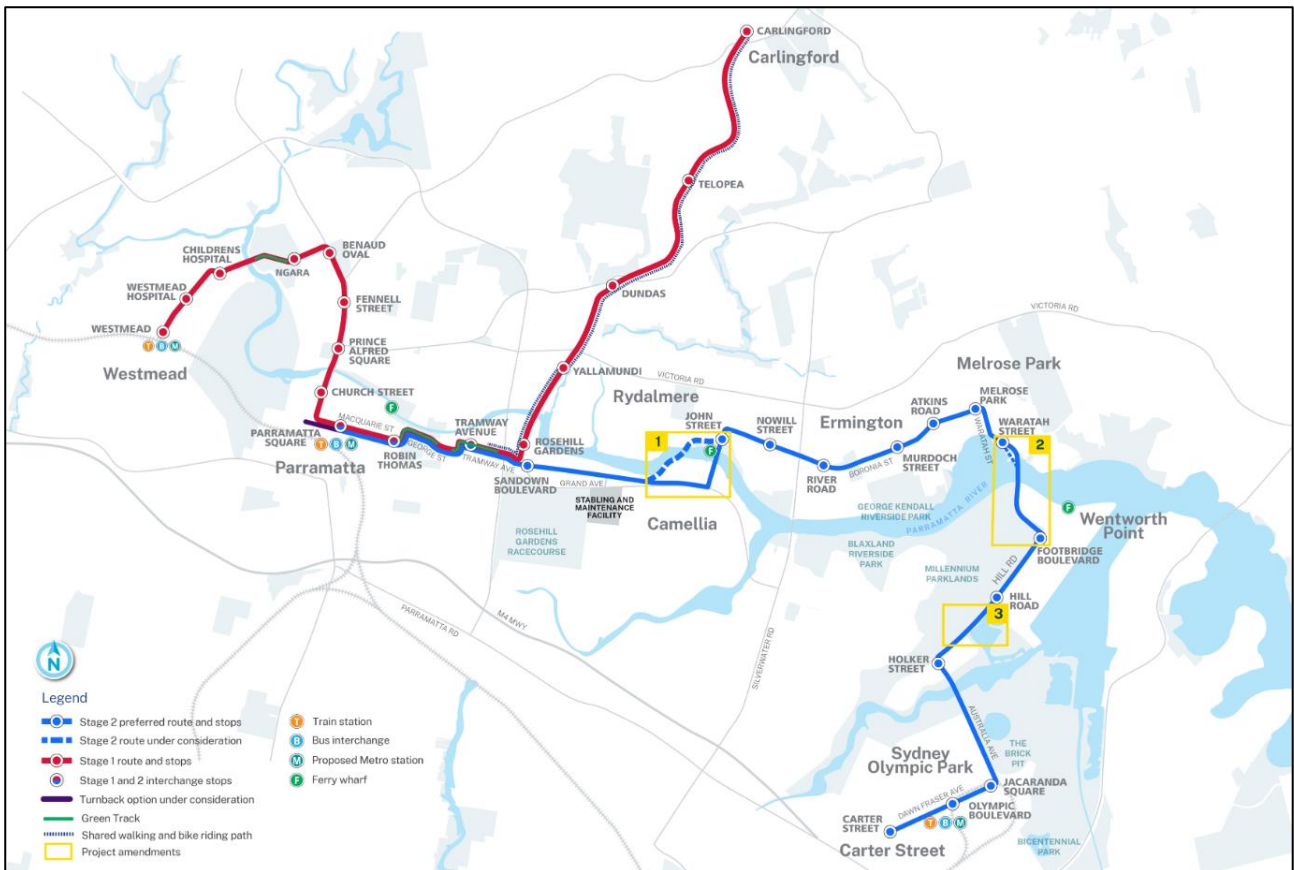 CARLINGFORD
Carlingford
TELOPEA
BENAUD
OVAL
CHILDRENS
HOSPITAL
NGARA
WESTMEAD
HOSPITAL
DUNDAS
FENNELL
STREET
WESTMEAD
T B M
Westmead
PRINCE
ALFRED
SQUARE
VICTORIA RD
Melrose Park
YALLAMUNDI
VICTORIA RD
Rydalmere
CHURCH STREET
F
MACQUARIE ST
PARRAMATTA
SQUARE
T B M
Parramatta
GEORGE ST
ROBIN
THOMAS
TRAMWAY
AVENUE
TRAMWAY AVE
ROSEHILL
GARDENS
SANDOWN
BOULEVARD
GRAND AVE
STABLING AND
MAINTENANCE
FACILITY
ROSEHILL
GARDENS
RACECOURSE
1
JOHN
STREET
F
Camellia
NOWILL
STREET
Ermington
RIVER
ROAD
BORONIA ST
MURDOCH
STREET
ATKINS
ROAD
MELROSE
PARK
WARATAH ST
WARATAH
STREET
2
GEORGE KENDALL
RIVERSIDE PARK
PARRAMATTA RIVER
BLAXLAND
RIVERSIDE
PARK
F
Wentworth
Point
FOOTBRIDGE
BOULEVARD
MILLENNIUM
PARKLANDS
HILL RD
HILL
ROAD
3
HOLKER
STREET
PARRAMATTA RD
M4 MWY
SILVERWATER RD
AUSTRALIA AVE
THE
BRICK
PIT
Sydney
Olympic Park
JACARANDA
SQUARE
DAWN FRASER AVE
OLYMPIC
BOULEVARD
T B M
CARTER
STREET
Carter Street
BICENTENNIAL
PARK
N
Legend
Stage 2 preferred route and stops
Stage 2 route under consideration
Stage 1 route and stops
Stage 1 and 2 interchange stops
Turnback option under consideration
Green Track
Shared walking and bike riding path
Project amendments
T Train station
B Bus interchange
M Proposed Metro station
F Ferry wharf